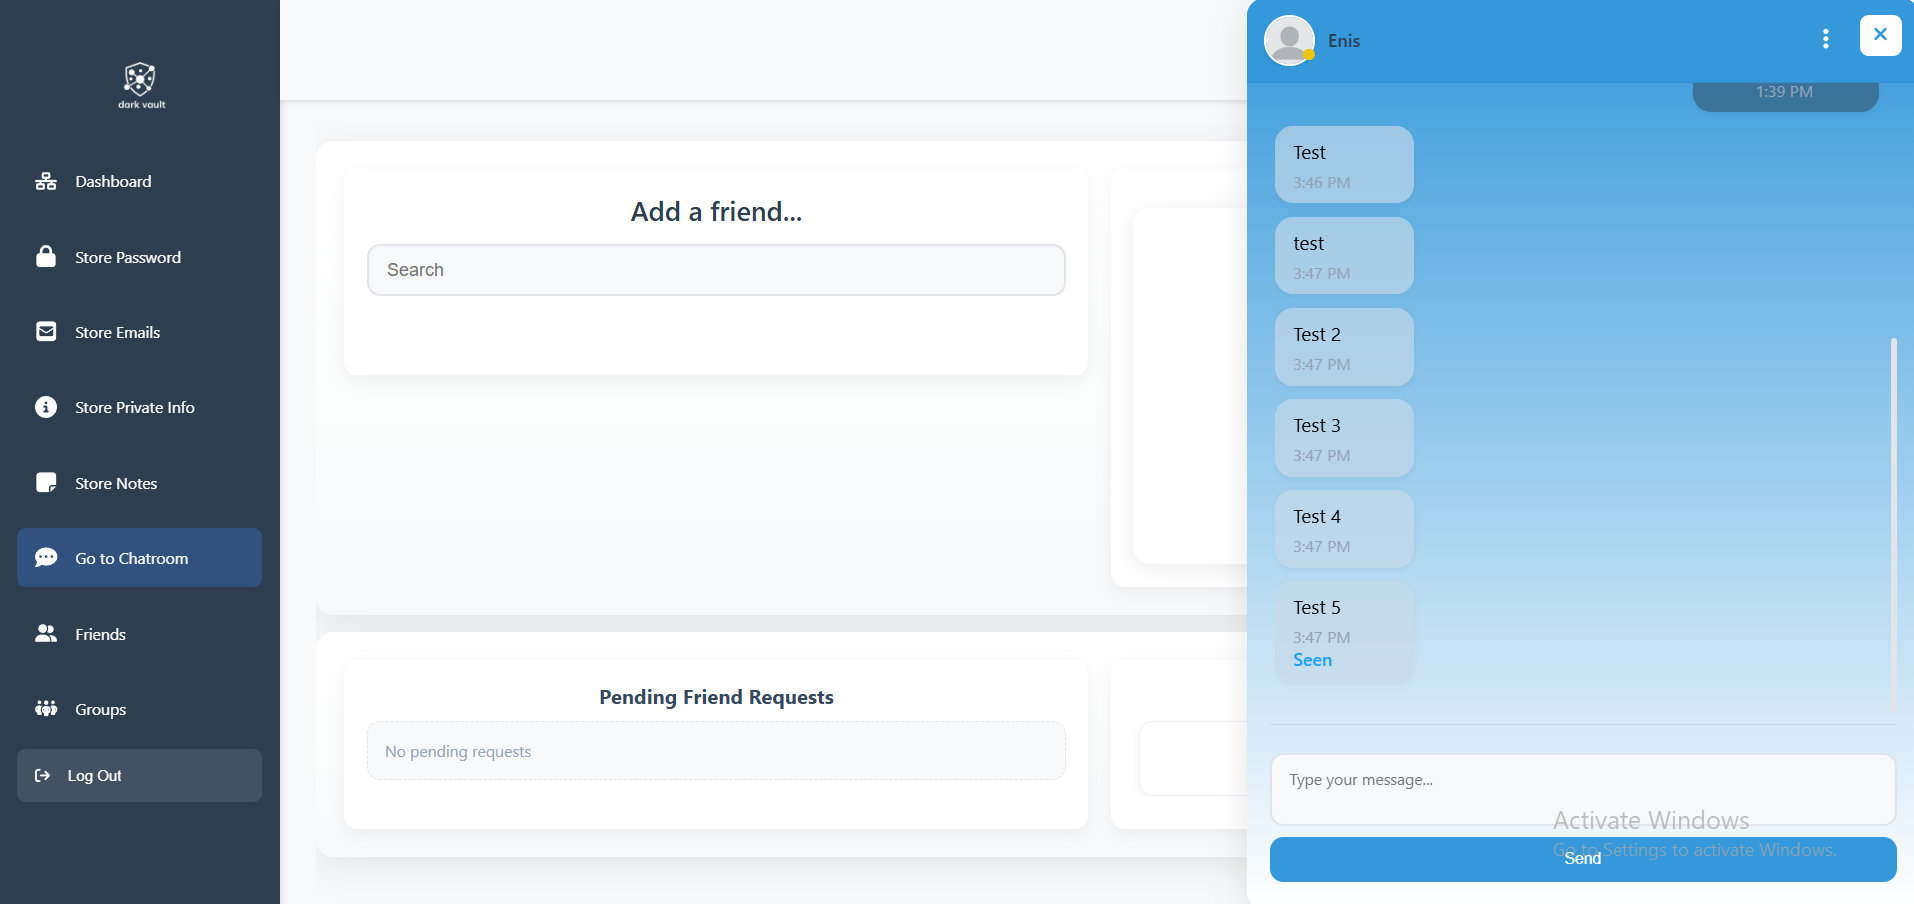 dark vault
Dashboard
Store Password
Store Emails
Store Private Info
Store Notes
Go to Chatroom
Friends
Groups
Log Out
Add a friend...
Search
Pending Friend Requests
No pending requests
Enis
1:39 PM
Test
3:46 PM
test
3:47 PM
Test 2
3:47 PM
Test 3
3:47 PM
Test 4
3:47 PM
Test 5
3:47 PM
Seen
Type your message...
Send
Activate Windows
Go to Settings to activate Windows.